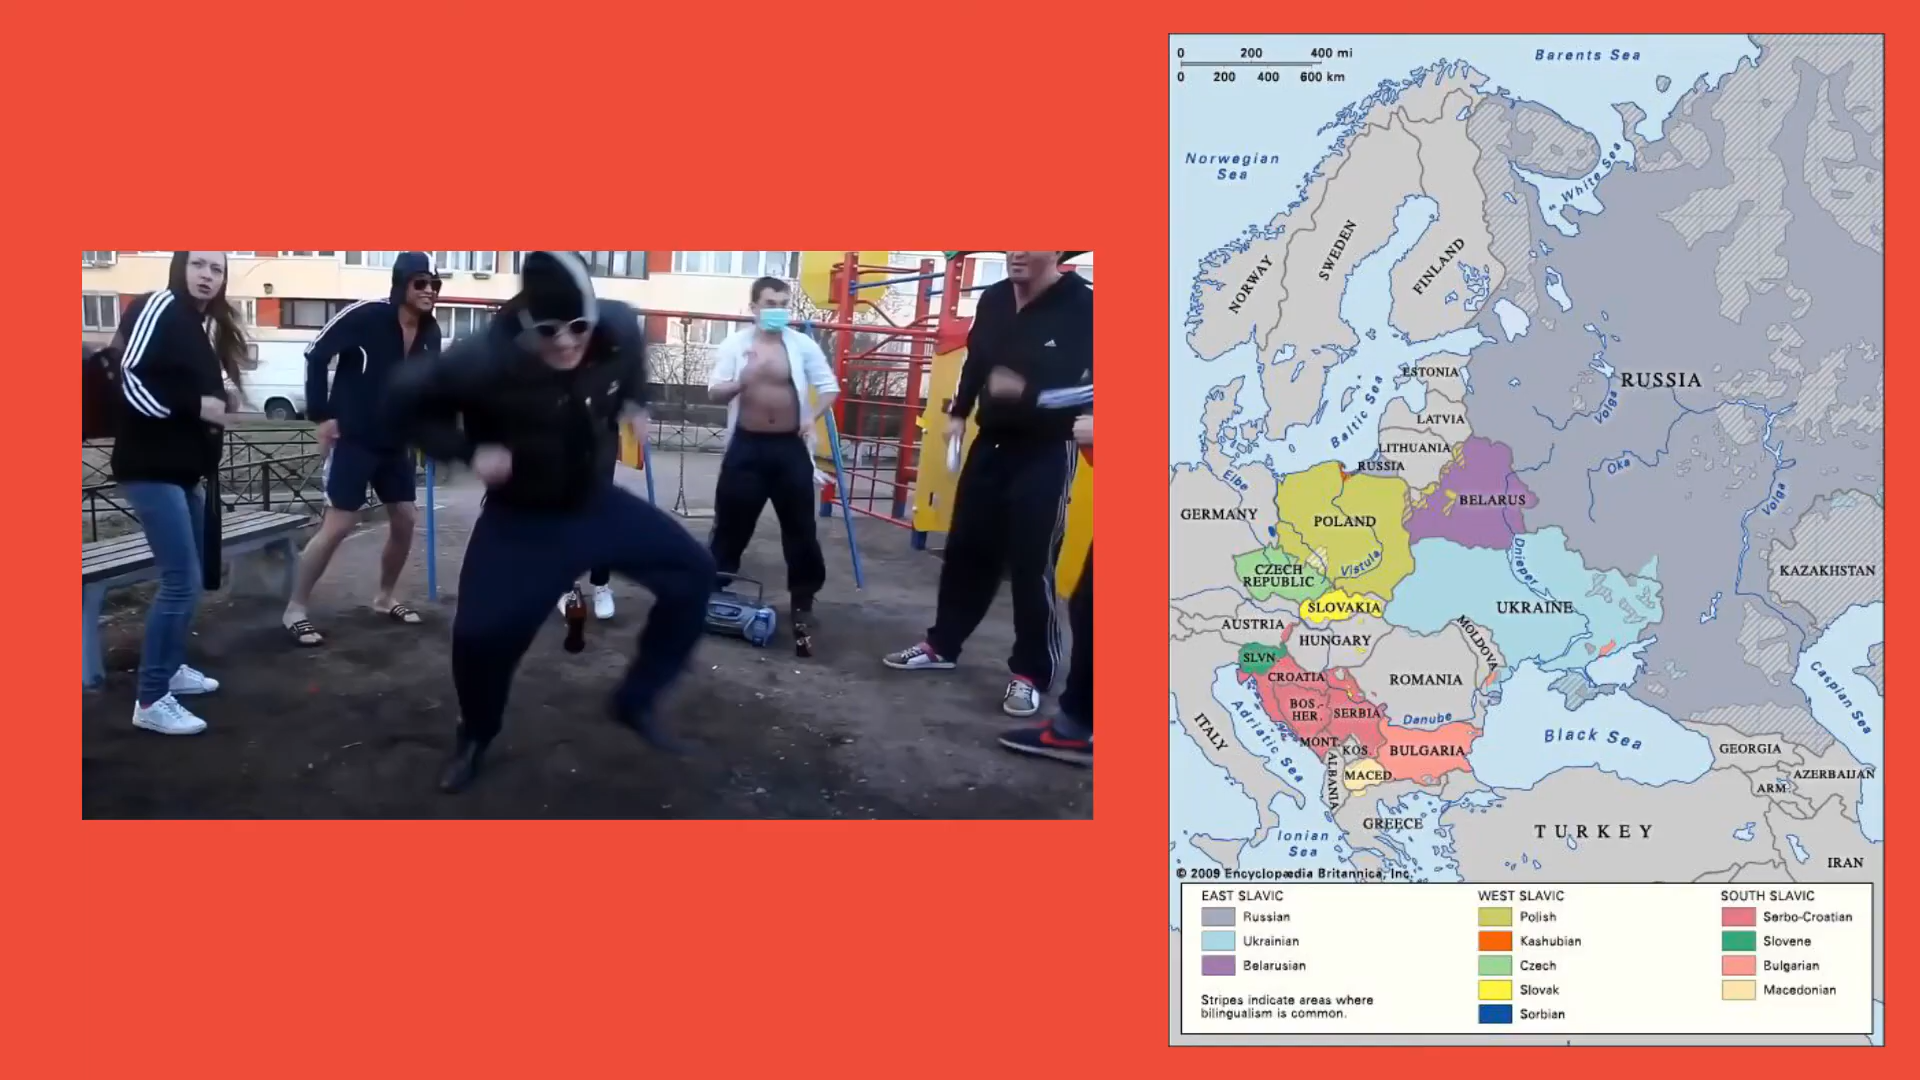 0 200 400 mi
0 200 400 600 km
Barents Sea
Norwegian
Sea
White Sea
NORWAY
SWEDEN
FINLAND
RUSSIA
ESTONIA
Baltic Sea
Volga
LATVIA
LITHUANIA
RUSSIA
Oka
Volga
Elbe
BELARUS
GERMANY
POLAND
Vistula
Dnieper
CZECH
REPUBLIC
KAZAKHSTAN
SLOVAKIA
UKRAINE
AUSTRIA
HUNGARY
MOLDOVA
SLVN.
CROATIA
ROMANIA
Caspian Sea
BOS.-
HER.
SERBIA
Danube
ITALY
Adriatic Sea
MONT.
KOS.
BULGARIA
Black Sea
GEORGIA
ALBANIA
MACED.
AZERBAIJAN
ARM.
GREECE
TURKEY
Ionian
Sea
IRAN
© 2009 Encyclopædia Britannica, Inc.
EAST SLAVIC
Russian
Ukrainian
Belarusian
Stripes indicate areas where
bilingualism is common.
WEST SLAVIC
Polish
Kashubian
Czech
Slovak
Sorbian
SOUTH SLAVIC
Serbo-Croatian
Slovene
Bulgarian
Macedonian